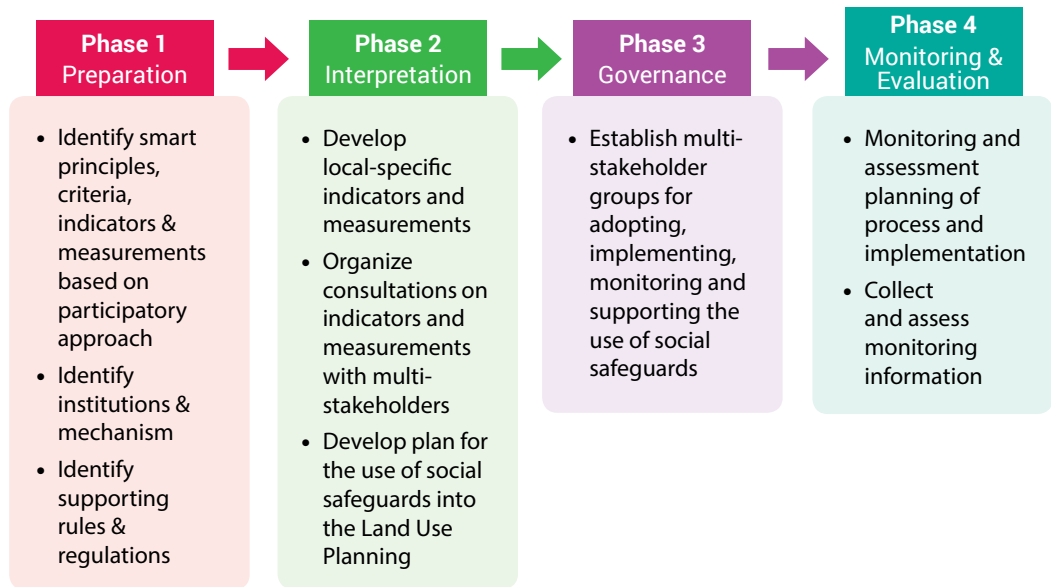 Phase 1
Preparation
• Identify smart
principles,
criteria,
indicators &
measurements
based on
participatory
approach
• Identify
institutions &
mechanism
• Identify
supporting
rules &
regulations
Phase 2
Interpretation
• Develop
local-specific
indicators and
measurements
• Organize
consultations on
indicators and
measurements
with multi-
stakeholders
• Develop plan for
the use of social
safeguards into
the Land Use
Planning
Phase 3
Governance
• Establish multi-
stakeholder
groups for
adopting,
implementing,
monitoring and
supporting the
use of social
safeguards
Phase 4
Monitoring &
Evaluation
• Monitoring and
assessment
planning of
process and
implementation
• Collect
and assess
monitoring
information